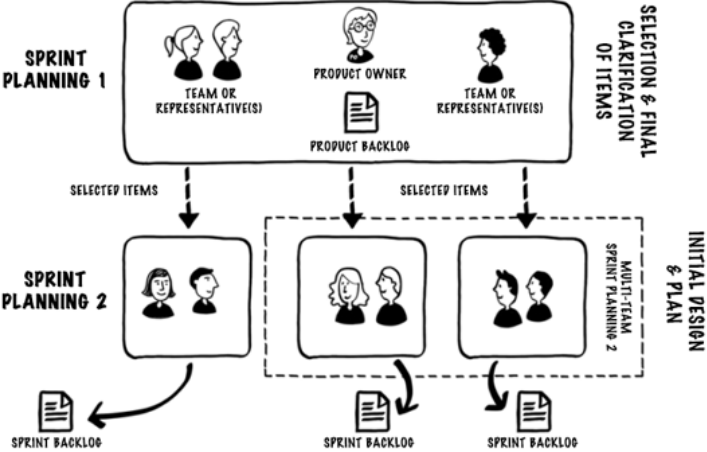 SPRINT
PLANNING 1
TEAM OR
REPRESENTATIVE(S)
PRODUCT OWNER
PRODUCT BACKLOG
TEAM OR
REPRESENTATIVE(S)
SELECTION & FINAL
CLARIFICATION
OF ITEMS
SELECTED ITEMS
SELECTED ITEMS
SPRINT
PLANNING 2
MULTI-TEAM
SPRINT PLANNING 2
INITIAL DESIGN
& PLAN
SPRINT BACKLOG
SPRINT BACKLOG
SPRINT BACKLOG